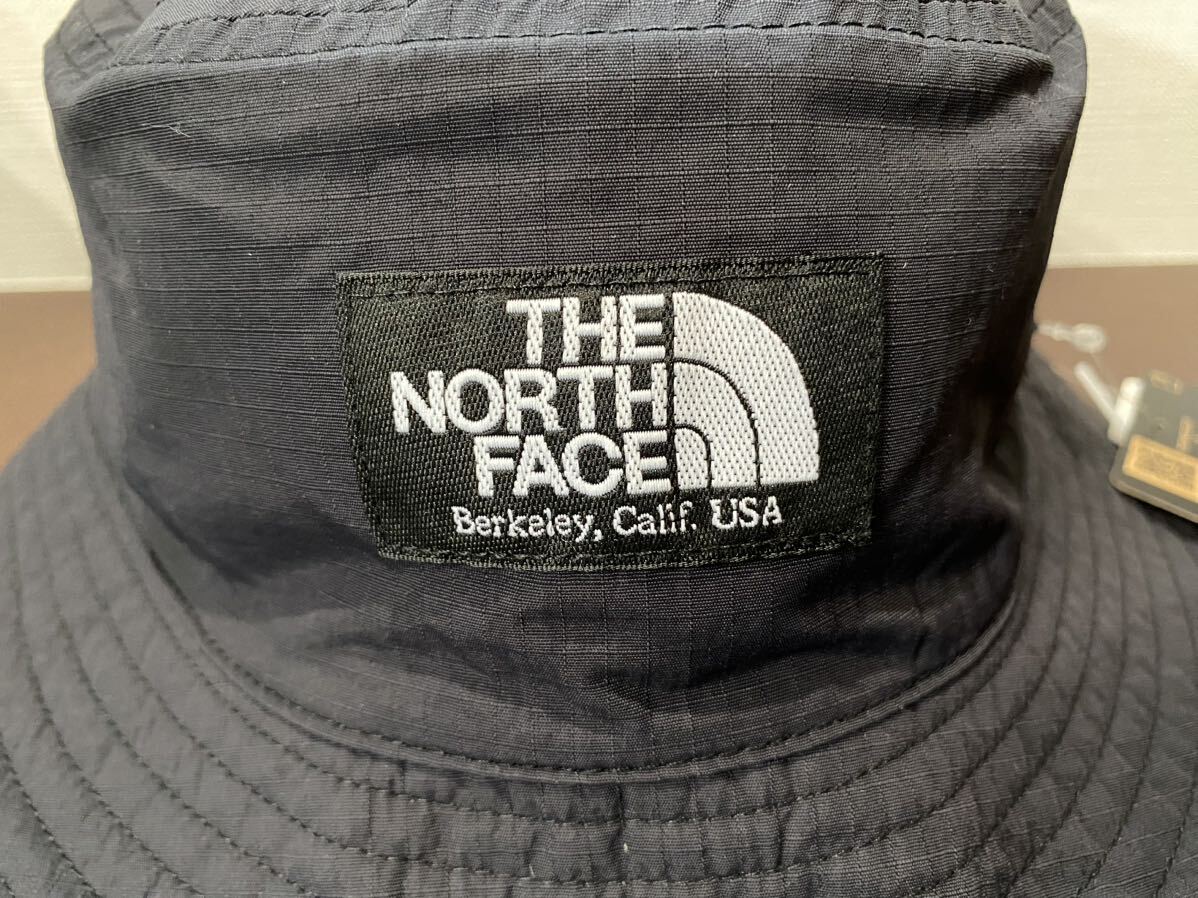 THE
NORTH
FACE
Berkeley, Calif. USA